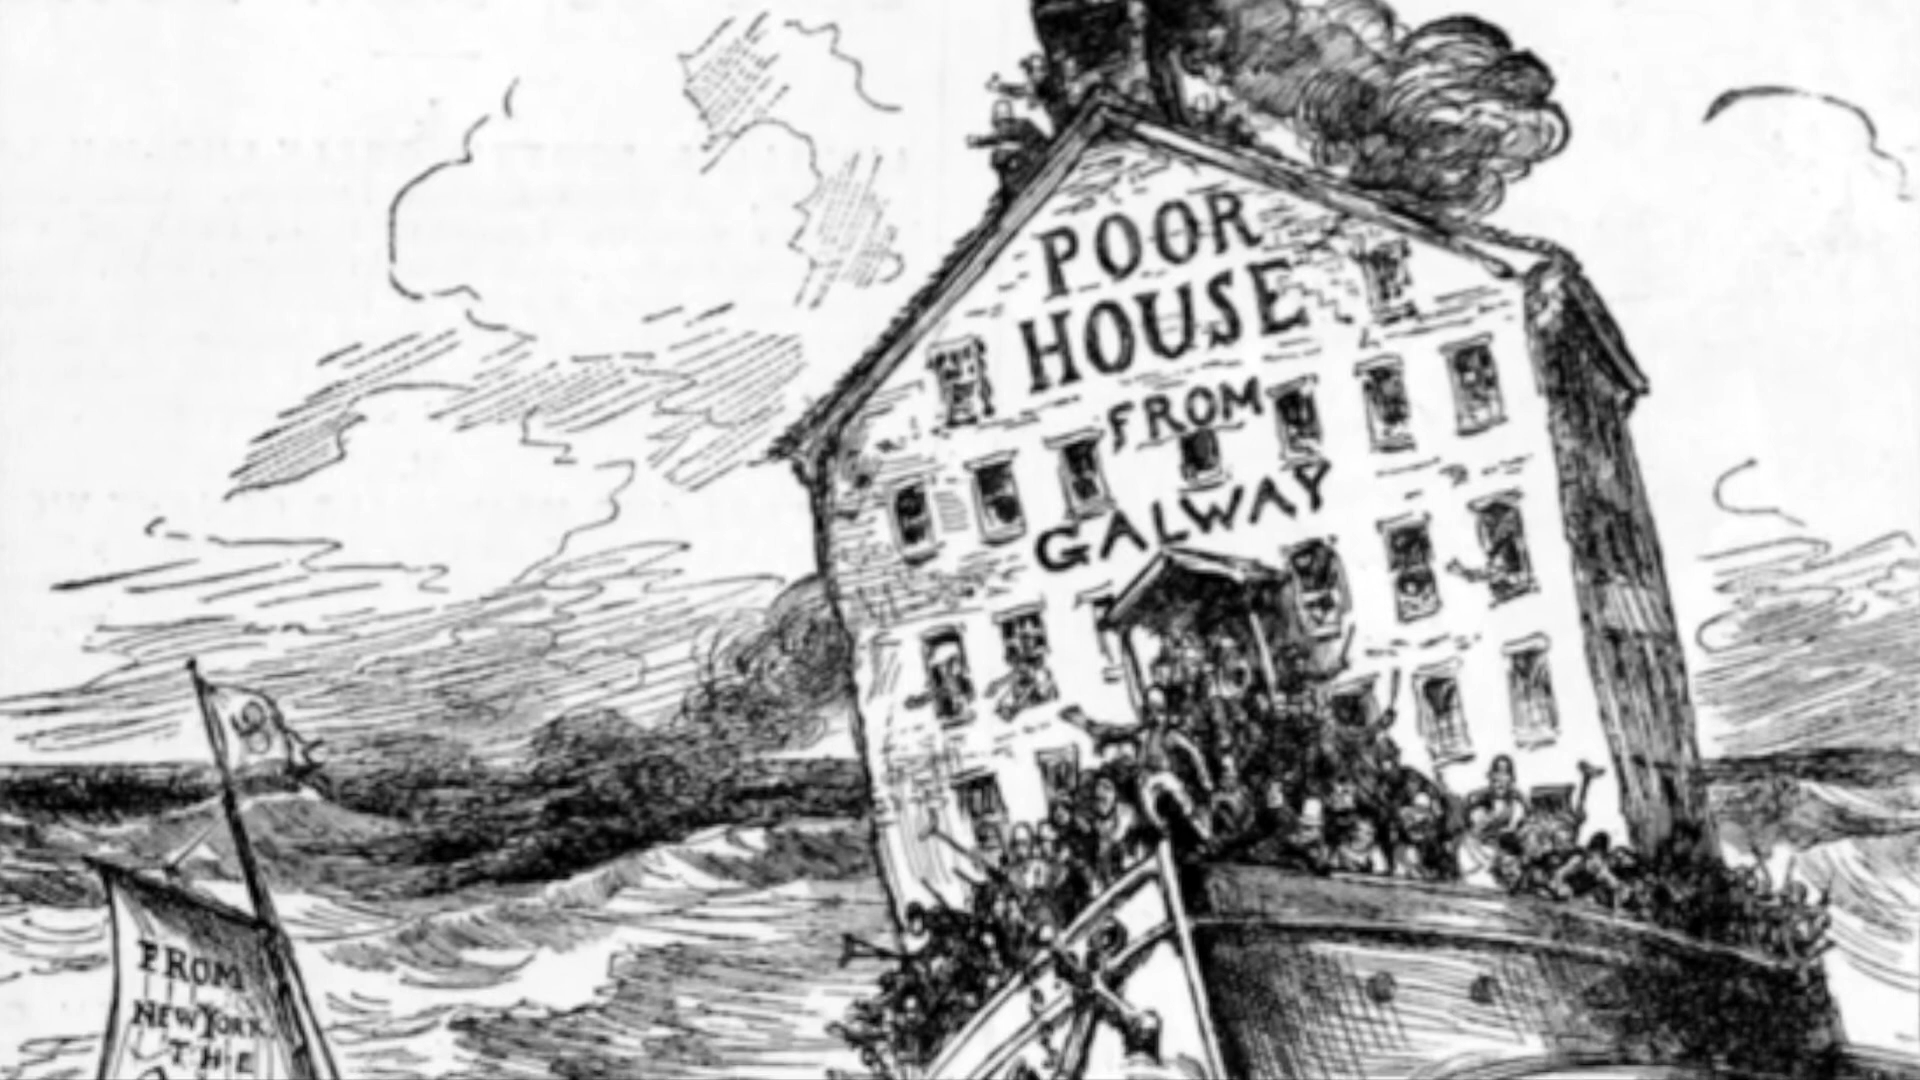 POOR
HOUSE
FROM
GALWAY
FROM
NEW YORK
THE